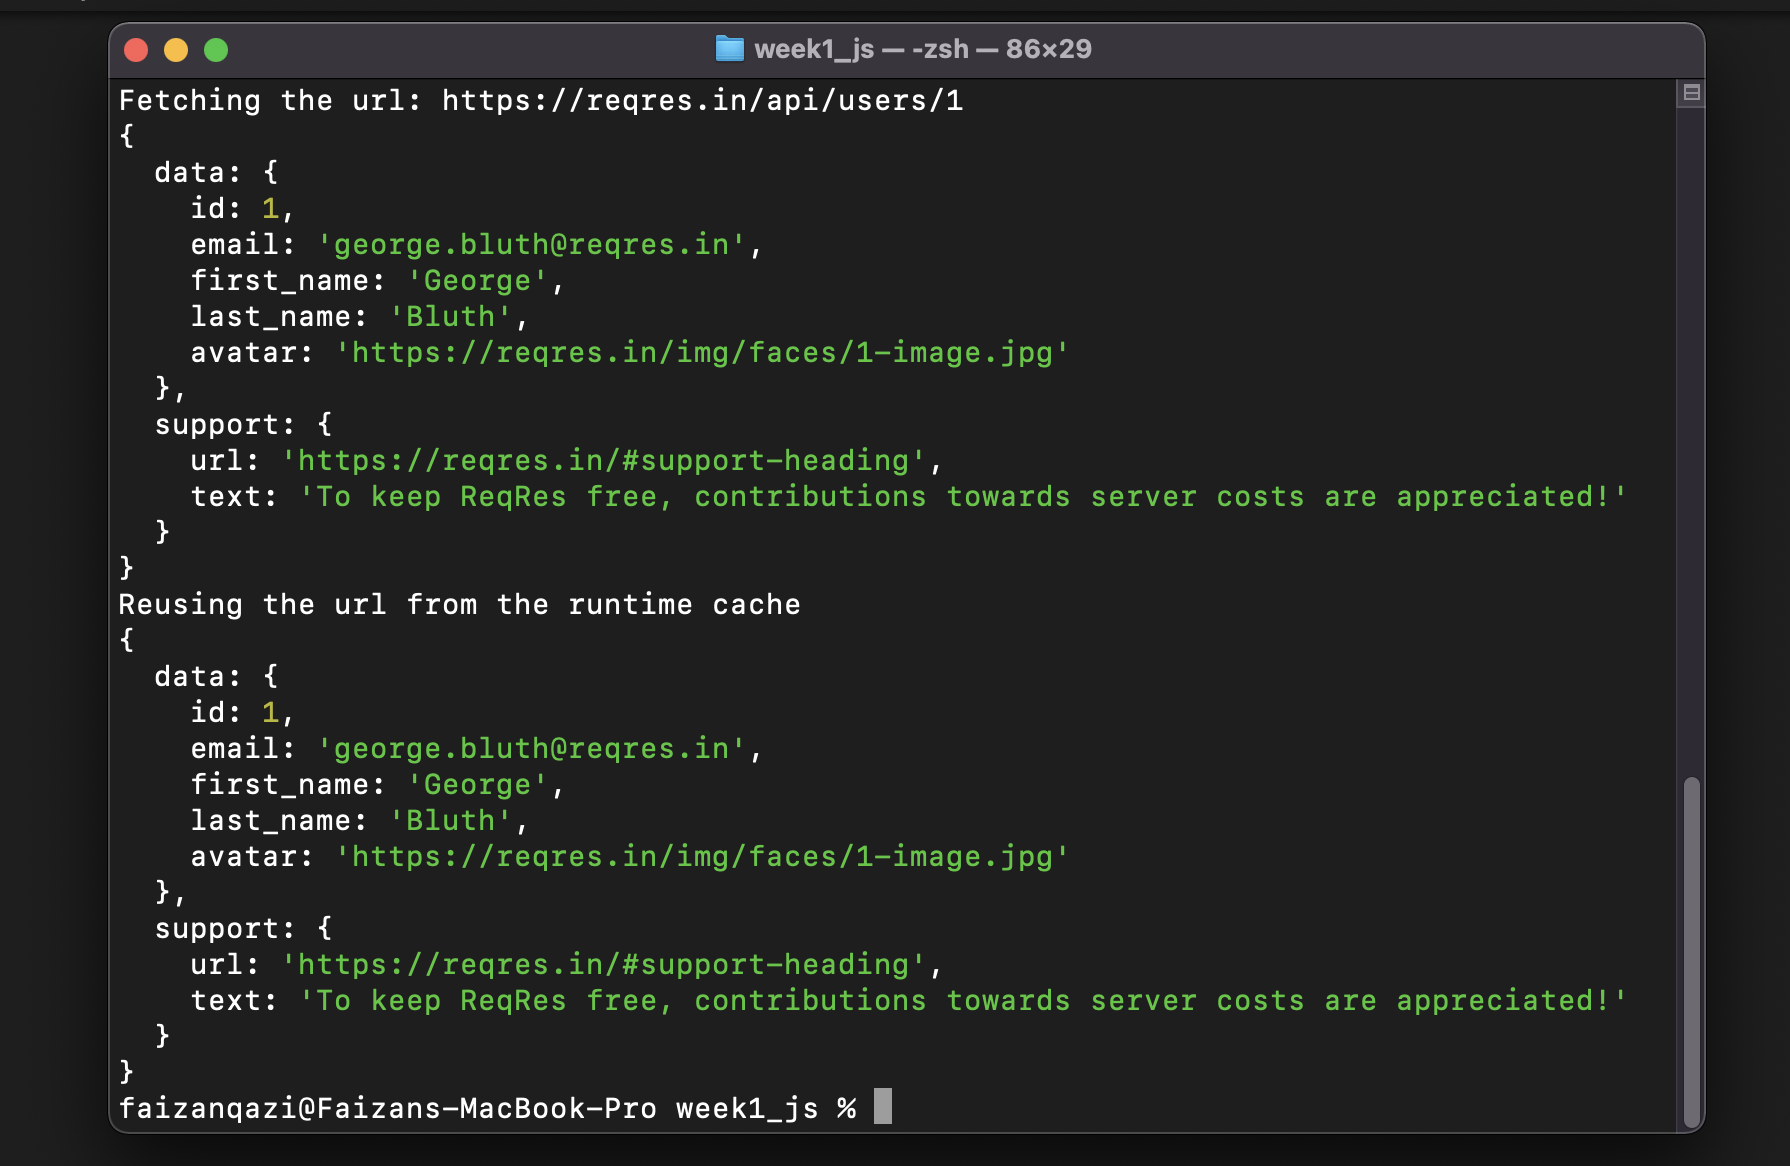 week1_js — -zsh — 86×29
Fetching the url: https://reqres.in/api/users/1
{
  data: {
    id: 1,
    email: 'george.bluth@reqres.in',
    first_name: 'George',
    last_name: 'Bluth',
    avatar: 'https://reqres.in/img/faces/1-image.jpg'
  },
  support: {
    url: 'https://reqres.in/#support-heading',
    text: 'To keep ReqRes free, contributions towards server costs are appreciated!'
  }
}
Reusing the url from the runtime cache
{
  data: {
    id: 1,
    email: 'george.bluth@reqres.in',
    first_name: 'George',
    last_name: 'Bluth',
    avatar: 'https://reqres.in/img/faces/1-image.jpg'
  },
  support: {
    url: 'https://reqres.in/#support-heading',
    text: 'To keep ReqRes free, contributions towards server costs are appreciated!'
  }
}
faizanqazi@Faizans-MacBook-Pro week1_js %